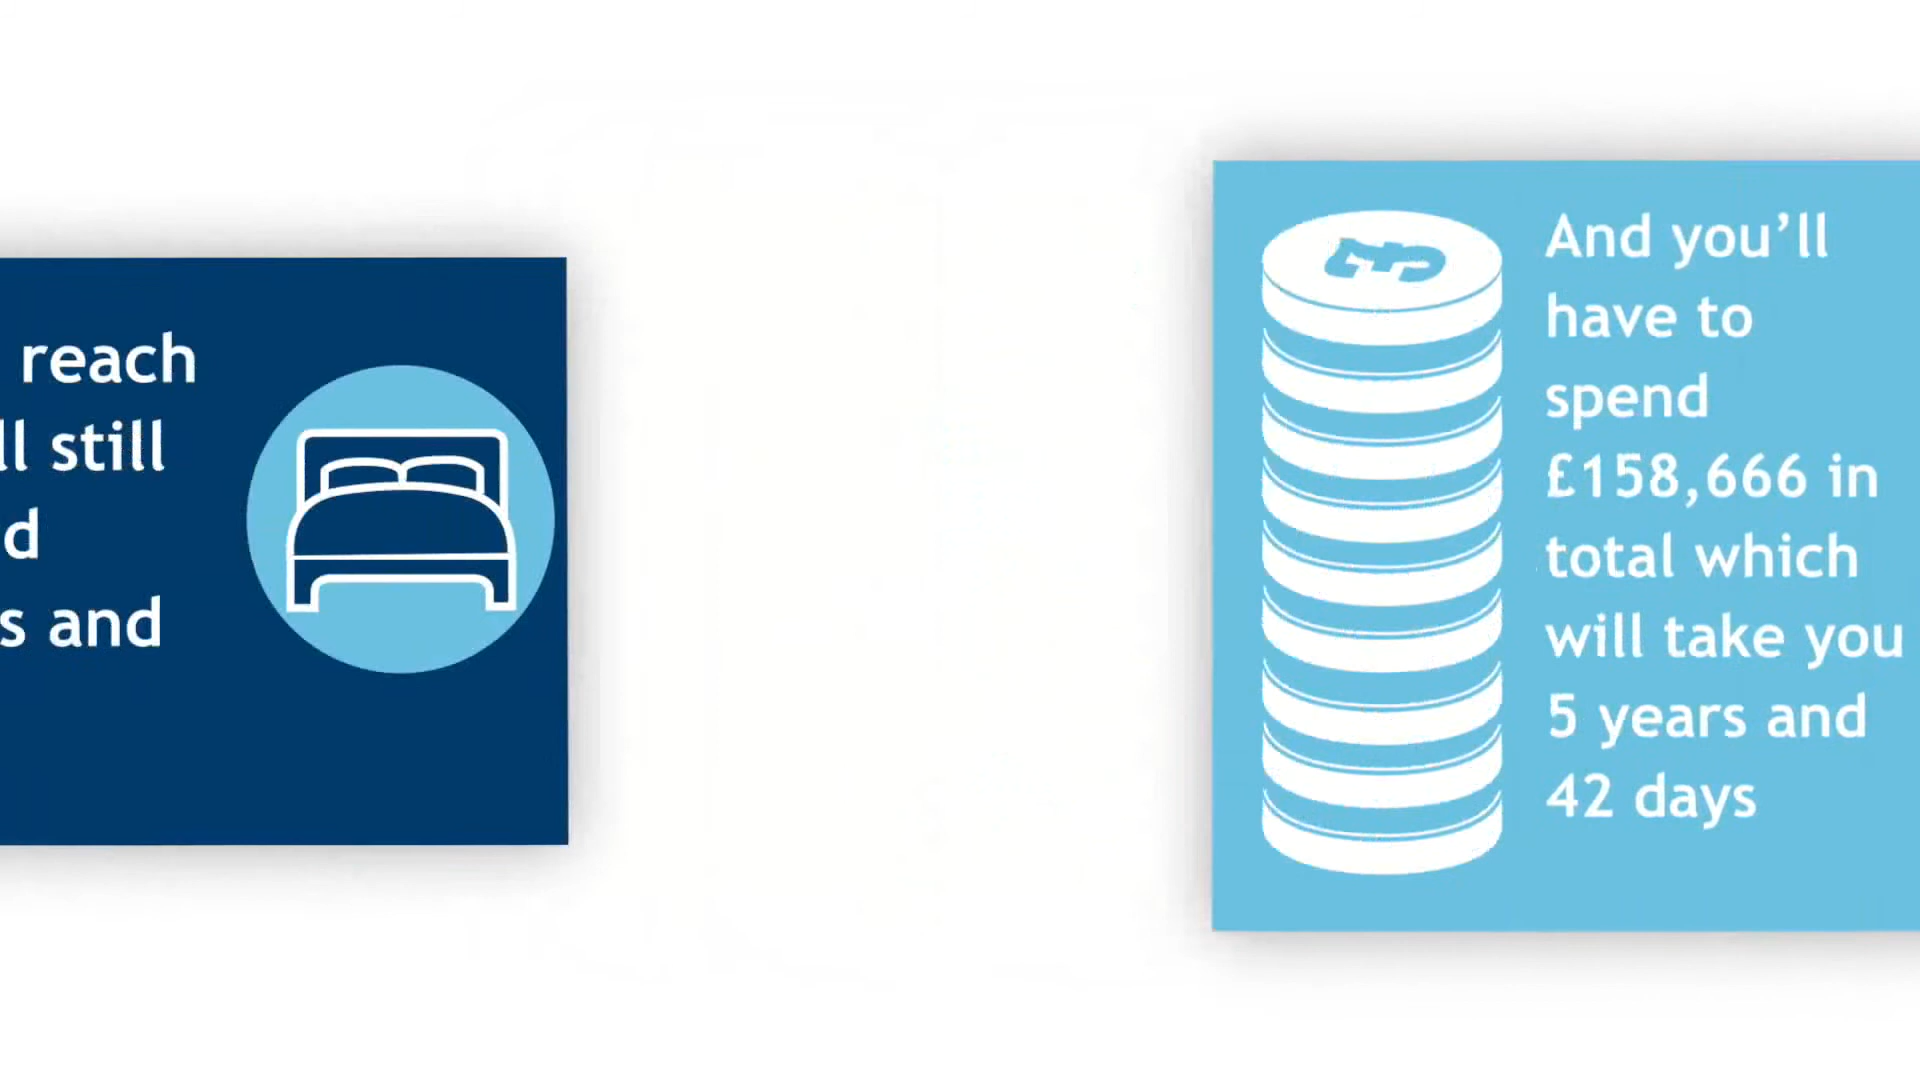 reach
ll still
d
s and
£
And you’ll
have to
spend
£158,666 in
total which
will take you
5 years and
42 days